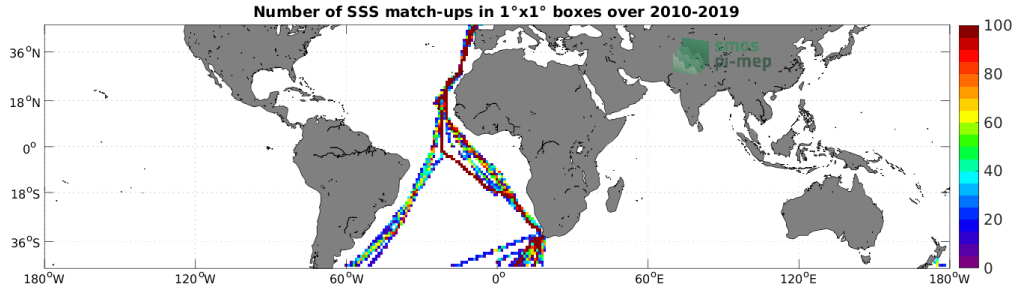 Number of SSS match-ups in 1°x1° boxes over 2010-2019
100
36°N
smos
pi-mep
80
18°N
60
0°
40
18°S
20
36°S
0
180°W
120°W
60°W
0°
60°E
120°E
180°W